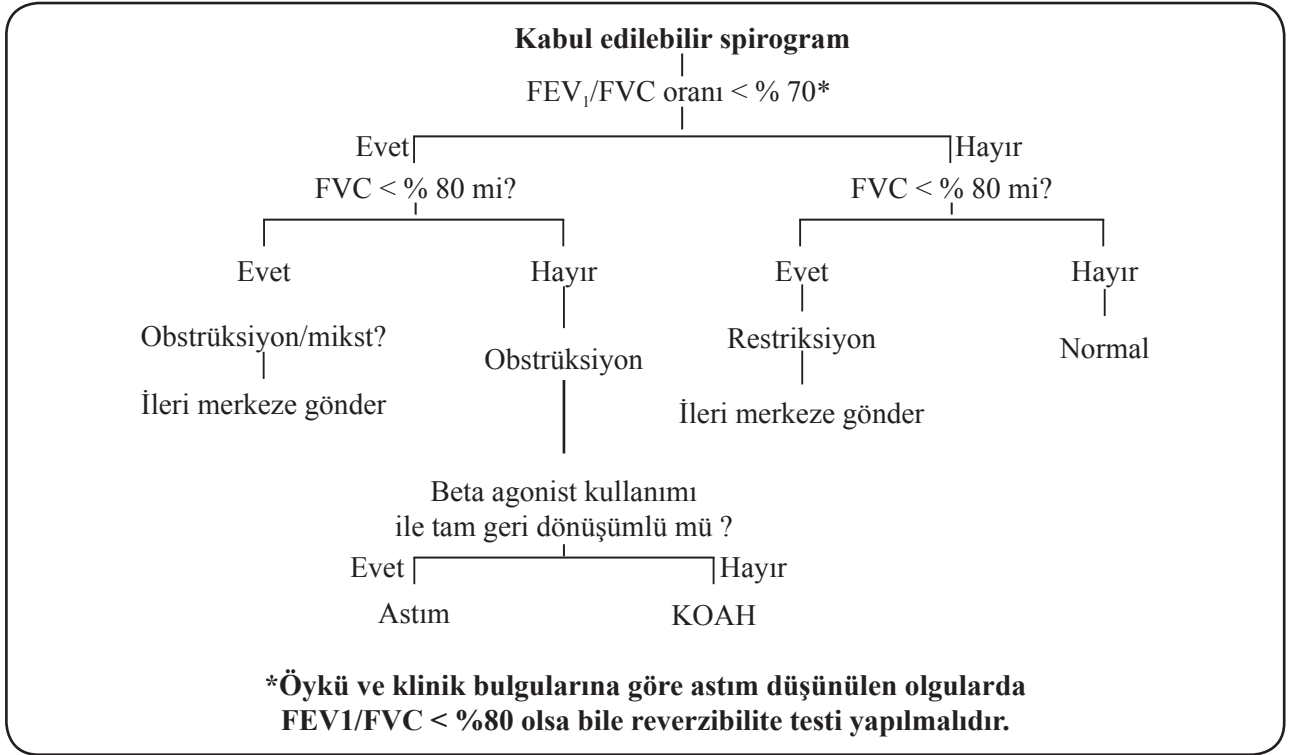 Kabul edilebilir spirogram
FEV₁/FVC oranı < % 70*
Evet
Hayır
FVC < % 80 mi?
FVC < % 80 mi?
Evet
Hayır
Evet
Hayır
Obstrüksiyon/mikst?
Obstrüksiyon
Restriksiyon
Normal
İleri merkeze gönder
İleri merkeze gönder
Beta agonist kullanımı
ile tam geri dönüşümlü mü ?
Evet
Hayır
Astım
KOAH
*Öykü ve klinik bulgularına göre astım düşünülen olgularda
FEV1/FVC < %80 olsa bile reverzibilite testi yapılmalıdır.